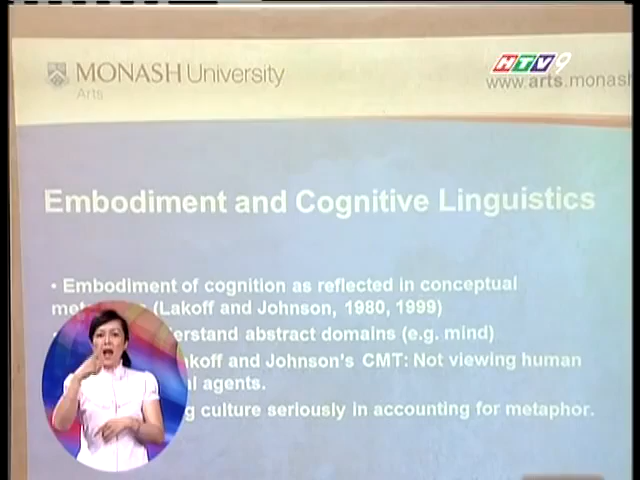 MONASH University
Arts
HTV9
www.arts.monash
Embodiment and Cognitive Linguistics
• Embodiment of cognition as reflected in conceptual
(Lakoff and Johnson, 1980, 1999)
abstract domains (e.g. mind)
and Johnson's CMT: Not viewing human
agents.
culture seriously in accounting for metaphor.